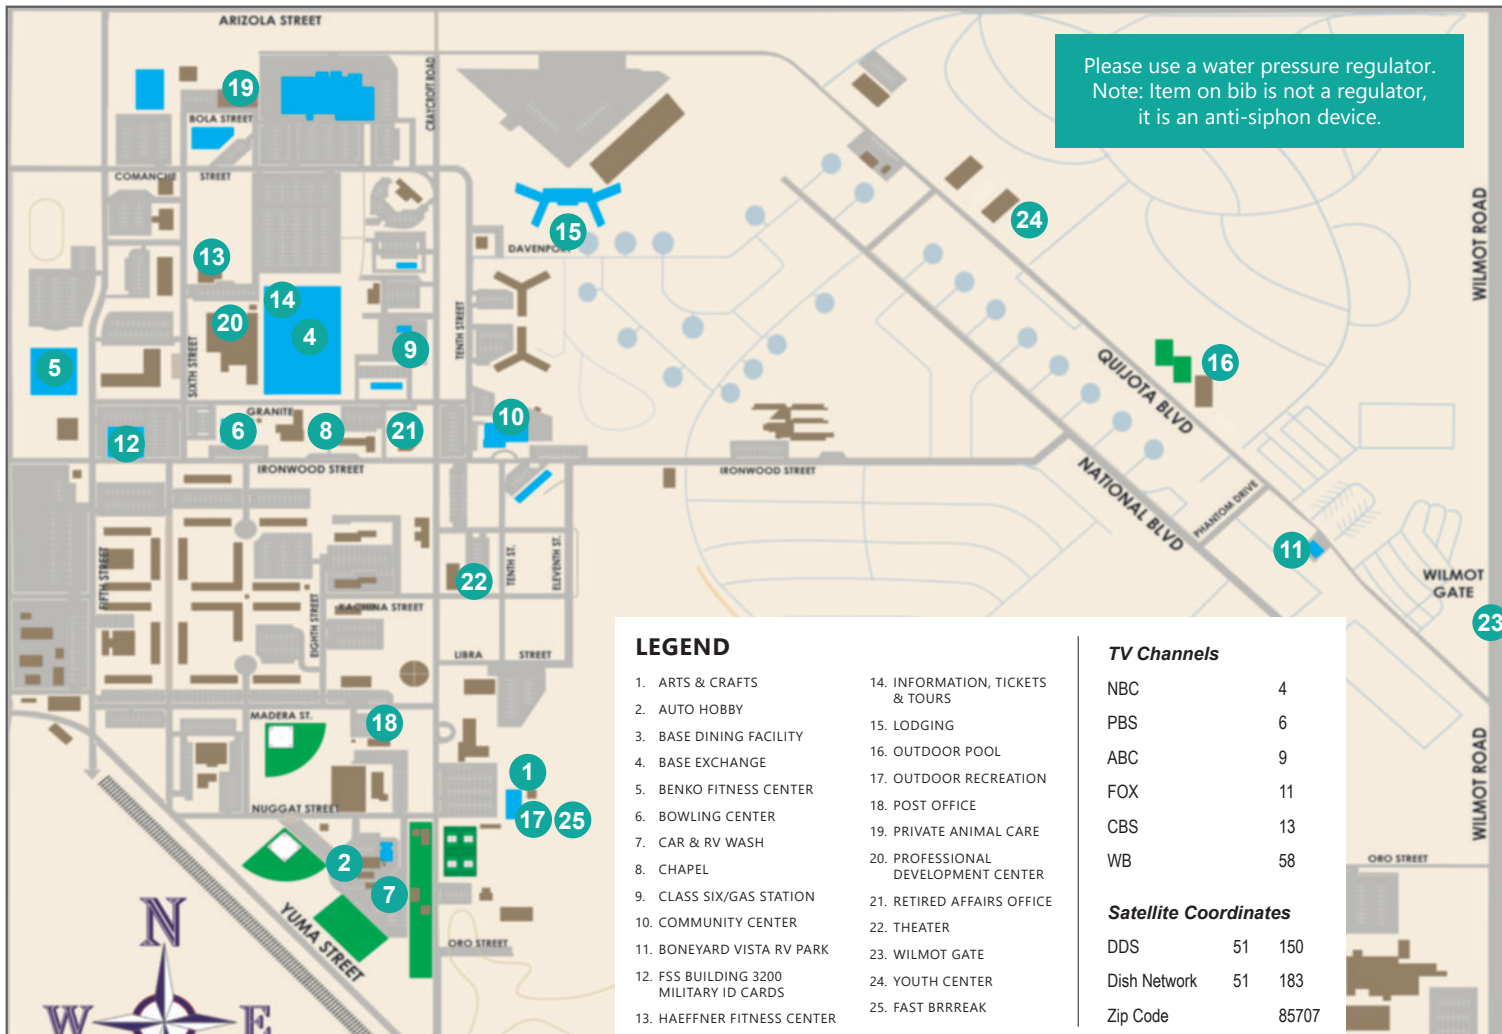 ARIZOLA STREET
Please use a water pressure regulator.
Note: Item on bib is not a regulator,
it is an anti-siphon device.
CRAYCROFT ROAD
19
BOLA STREET
COMANCHE STREET
WILMOT ROAD
24
15
DAVENPORT
13
14
20
4
9
SIXTH STREET
TENTH STREET
5
16
QUIJOTA BLVD
GRANITE
6
8
21
10
12
IRONWOOD STREET
IRONWOOD STREET
NATIONAL BLVD
PHANTOM DRIVE
11
WILMOT
GATE
23
FIFTH STREET
22
TENTH ST.
ELEVENTH ST.
KACHINA STREET
EIGHTH STREET
LIBRA STREET
MADERA ST.
18
1
NUGGAT STREET
17
25
2
7
YUMA STREET
ORO STREET
WILMOT ROAD
ORO STREET
N
W
E
LEGEND
1. ARTS & CRAFTS
2. AUTO HOBBY
3. BASE DINING FACILITY
4. BASE EXCHANGE
5. BENKO FITNESS CENTER
6. BOWLING CENTER
7. CAR & RV WASH
8. CHAPEL
9. CLASS SIX/GAS STATION
10. COMMUNITY CENTER
11. BONEYARD VISTA RV PARK
12. FSS BUILDING 3200
MILITARY ID CARDS
13. HAEFFNER FITNESS CENTER
14. INFORMATION, TICKETS
& TOURS
15. LODGING
16. OUTDOOR POOL
17. OUTDOOR RECREATION
18. POST OFFICE
19. PRIVATE ANIMAL CARE
20. PROFESSIONAL
DEVELOPMENT CENTER
21. RETIRED AFFAIRS OFFICE
22. THEATER
23. WILMOT GATE
24. YOUTH CENTER
25. FAST BRRREAK
TV Channels
NBC 4
PBS 6
ABC 9
FOX 11
CBS 13
WB 58
Satellite Coordinates
DDS 51 150
Dish Network 51 183
Zip Code 85707